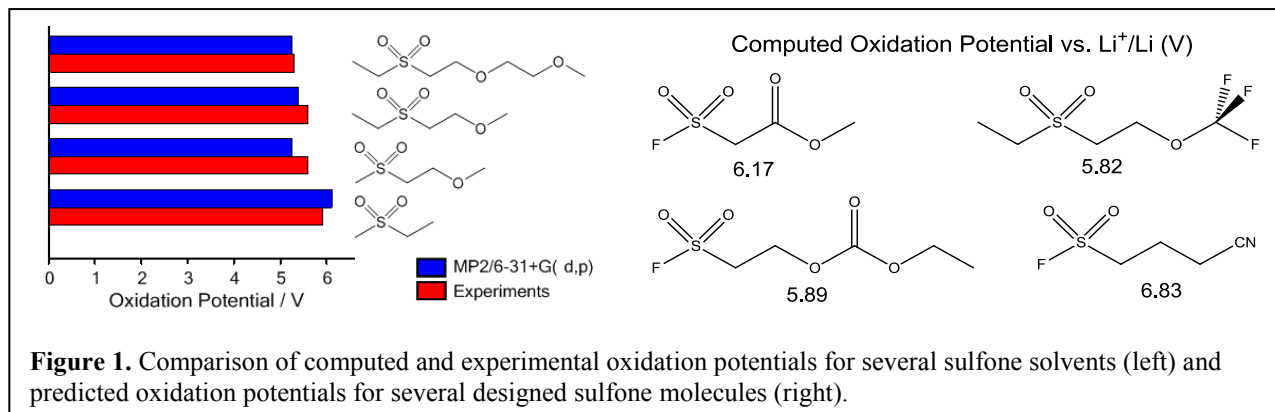 0 1 2 3 4 5 6
Oxidation Potential / V
O O
S
O
O
O O
S
O
O O
S
O
O O
S
MP2/6-31+G( d,p)
Experiments
Computed Oxidation Potential vs. Li⁺/Li (V)
O O O
S
F O
6.17
O O F
S F
O F
5.82
O O O
S
F O O
5.89
O O
S CN
F
6.83
Figure 1. Comparison of computed and experimental oxidation potentials for several sulfone solvents (left) and
predicted oxidation potentials for several designed sulfone molecules (right).